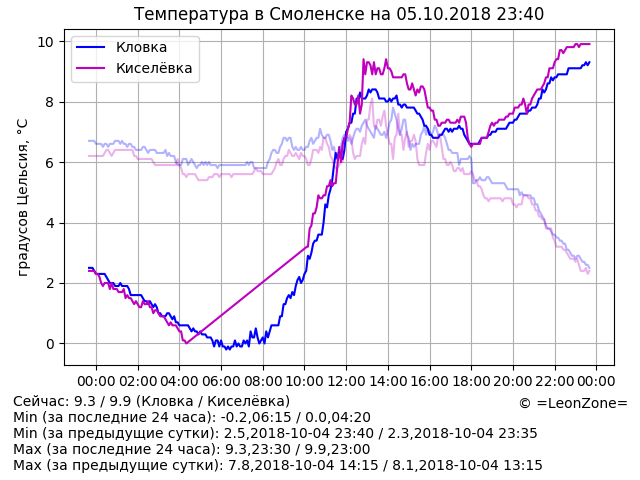 Температура в Смоленске на 05.10.2018 23:40
Кловка
Киселёвка
градусов Цельсия, °C
10
8
6
4
2
0
00:00 02:00 04:00 06:00 08:00 10:00 12:00 14:00 16:00 18:00 20:00 22:00 00:00
© =LeonZone=
Сейчас: 9.3 / 9.9 (Кловка / Киселёвка)
Min (за последние 24 часа): -0.2,06:15 / 0.0,04:20
Min (за предыдущие сутки): 2.5,2018-10-04 23:40 / 2.3,2018-10-04 23:35
Max (за последние 24 часа): 9.3,23:30 / 9.9,23:00
Max (за предыдущие сутки): 7.8,2018-10-04 14:15 / 8.1,2018-10-04 13:15